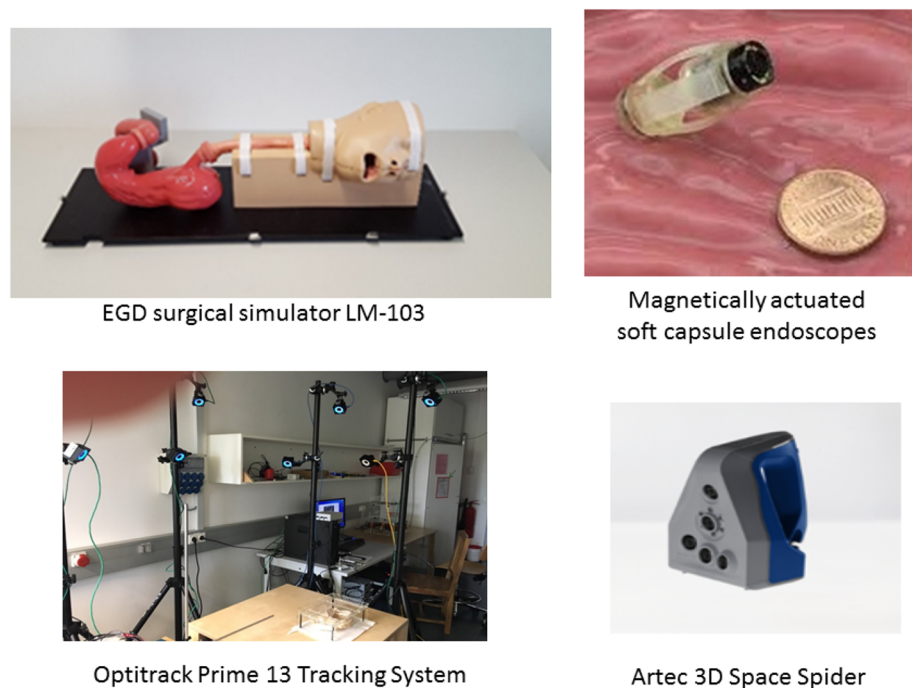 EGD surgical simulator LM-103
Magnetically actuated
soft capsule endoscopes
Optitrack Prime 13 Tracking System
Artec 3D Space Spider